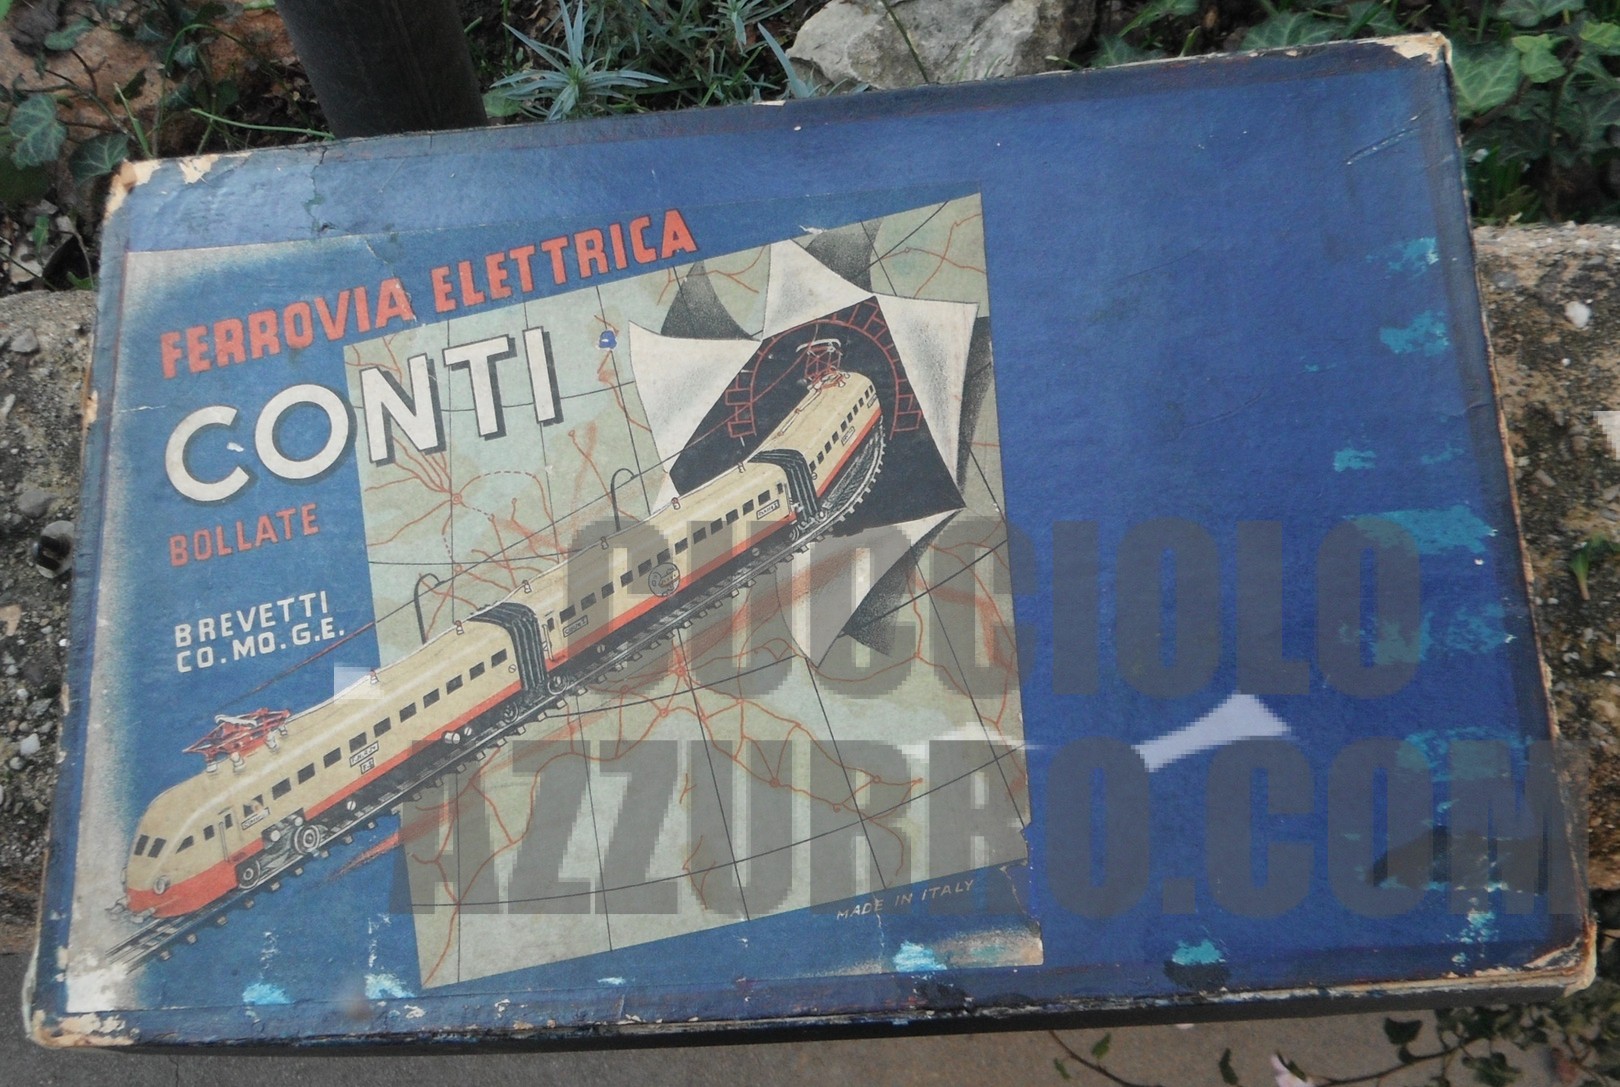 FERROVIA ELETTRICA
CONTI
BOLLATE
BREVETTI
CO.MO.G.E.
MADE IN ITALY
CUCCIOLO
AZZURRO.COM